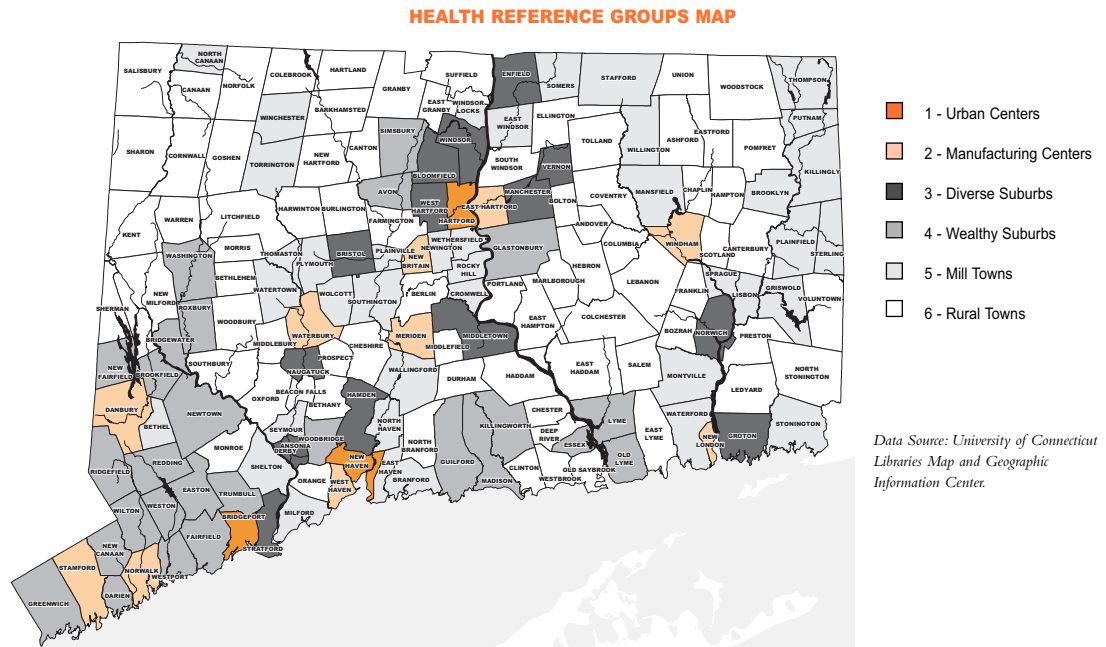 HEALTH REFERENCE GROUPS MAP
NORTH
CANAAN
SALISBURY
COLEBROOK
HARTLAND
SUFFIELD
ENFIELD
SOMERS
STAFFORD
UNION
WOODSTOCK
THOMPSON
CANAAN
NORFOLK
GRANBY
EAST
GRANBY
WINDSOR
LOCKS
BARKHAMSTED
WINCHESTER
EAST
WINDSOR
ELLINGTON
PUTNAM
SIMSBURY
WINDSOR
TOLLAND
WILLINGTON
ASHFORD
EASTFORD
POMFRET
SHARON
CORNWALL
GOSHEN
TORRINGTON
NEW
HARTFORD
CANTON
BLOOMFIELD
SOUTH
WINDSOR
VERNON
KILLINGLY
AVON
WEST
HARTFORD
HARTFORD
EAST HARTFORD
MANCHESTER
BOLTON
COVENTRY
MANSFIELD
CHAPLIN
HAMPTON
BROOKLYN
WARREN
LITCHFIELD
HARWINTON
BURLINGTON
FARMINGTON
ANDOVER
KENT
MORRIS
THOMASTON
BRISTOL
PLAINVILLE
NEW
BRITAIN
NEWINGTON
WETHERSFIELD
GLASTONBURY
COLUMBIA
WINDHAM
SCOTLAND
CANTERBURY
PLAINFIELD
STERLING
WASHINGTON
BETHLEHEM
PLYMOUTH
ROCKY
HILL
HEBRON
SPRAGUE
WATERTOWN
WOLCOTT
SOUTHINGTON
BERLIN
CROMWELL
PORTLAND
MARLBOROUGH
LEBANON
FRANKLIN
LISBON
GRISWOLD
VOLUNTOWN
NEW
MILFORD
SHERMAN
ROXBURY
WOODBURY
WATERBURY
MERIDEN
MIDDLETOWN
EAST
HAMPTON
COLCHESTER
BOZRAH
NORWICH
PRESTON
BRIDGEWATER
MIDDLEBURY
CHESHIRE
MIDDLEFIELD
NEW
FAIRFIELD
BROOKFIELD
SOUTHBURY
NAUGATUCK
PROSPECT
WALLINGFORD
DURHAM
HADDAM
EAST
HADDAM
SALEM
MONTVILLE
LEDYARD
NORTH
STONINGTON
DANBURY
BETHEL
NEWTOWN
OXFORD
BEACON FALLS
BETHANY
HAMDEN
NORTH
HAVEN
NORTH
BRANFORD
KILLINGWORTH
CHESTER
DEEP
RIVER
LYME
EAST
LYME
WATERFORD
NEW
LONDON
GROTON
STONINGTON
SEYMOUR
ANSONIA
DERBY
WOODBRIDGE
MONROE
SHELTON
NEW
HAVEN
EAST
HAVEN
ESSEX
OLD
LYME
RIDGEFIELD
REDDING
ORANGE
WEST
HAVEN
BRANFORD
GUILFORD
MADISON
CLINTON
WESTBROOK
OLD SAYBROOK
EASTON
TRUMBULL
WILTON
WESTON
BRIDGEPORT
MILFORD
FAIRFIELD
STRATFORD
NEW
CANAAN
STAMFORD
NORWALK
WESTPORT
DARIEN
GREENWICH
1 - Urban Centers
2 - Manufacturing Centers
3 - Diverse Suburbs
4 - Wealthy Suburbs
5 - Mill Towns
6 - Rural Towns
Data Source: University of Connecticut
Libraries Map and Geographic
Information Center.